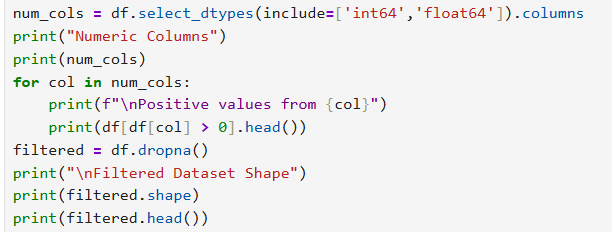 num_cols = df.select_dtypes(include=['int64','float64']).columns
print("Numeric Columns")
print(num_cols)
for col in num_cols:
    print(f"\nPositive values from {col}")
    print(df[df[col] > 0].head())
filtered = df.dropna()
print("\nFiltered Dataset Shape")
print(filtered.shape)
print(filtered.head())